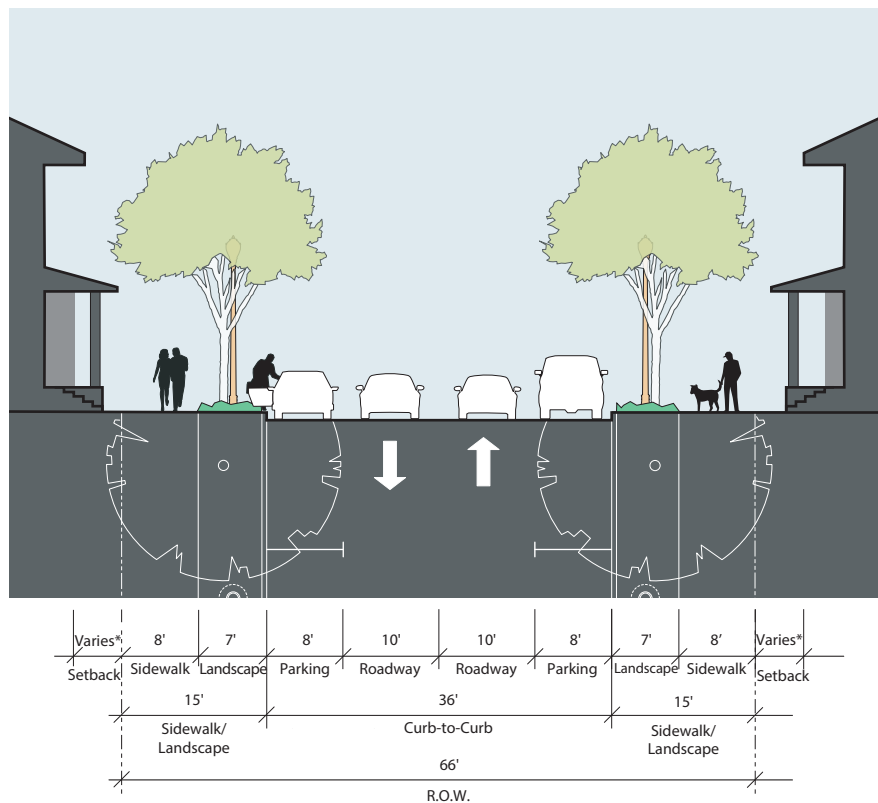 Varies* 8' 7' 8' 10' 10' 8' 7' 8’ Varies*
Setback Sidewalk Landscape Parking Roadway Roadway Parking Landscape Sidewalk Setback
15' 36' 15'
Sidewalk/ Curb-to-Curb Sidewalk/
Landscape Landscape
66'
R.O.W.